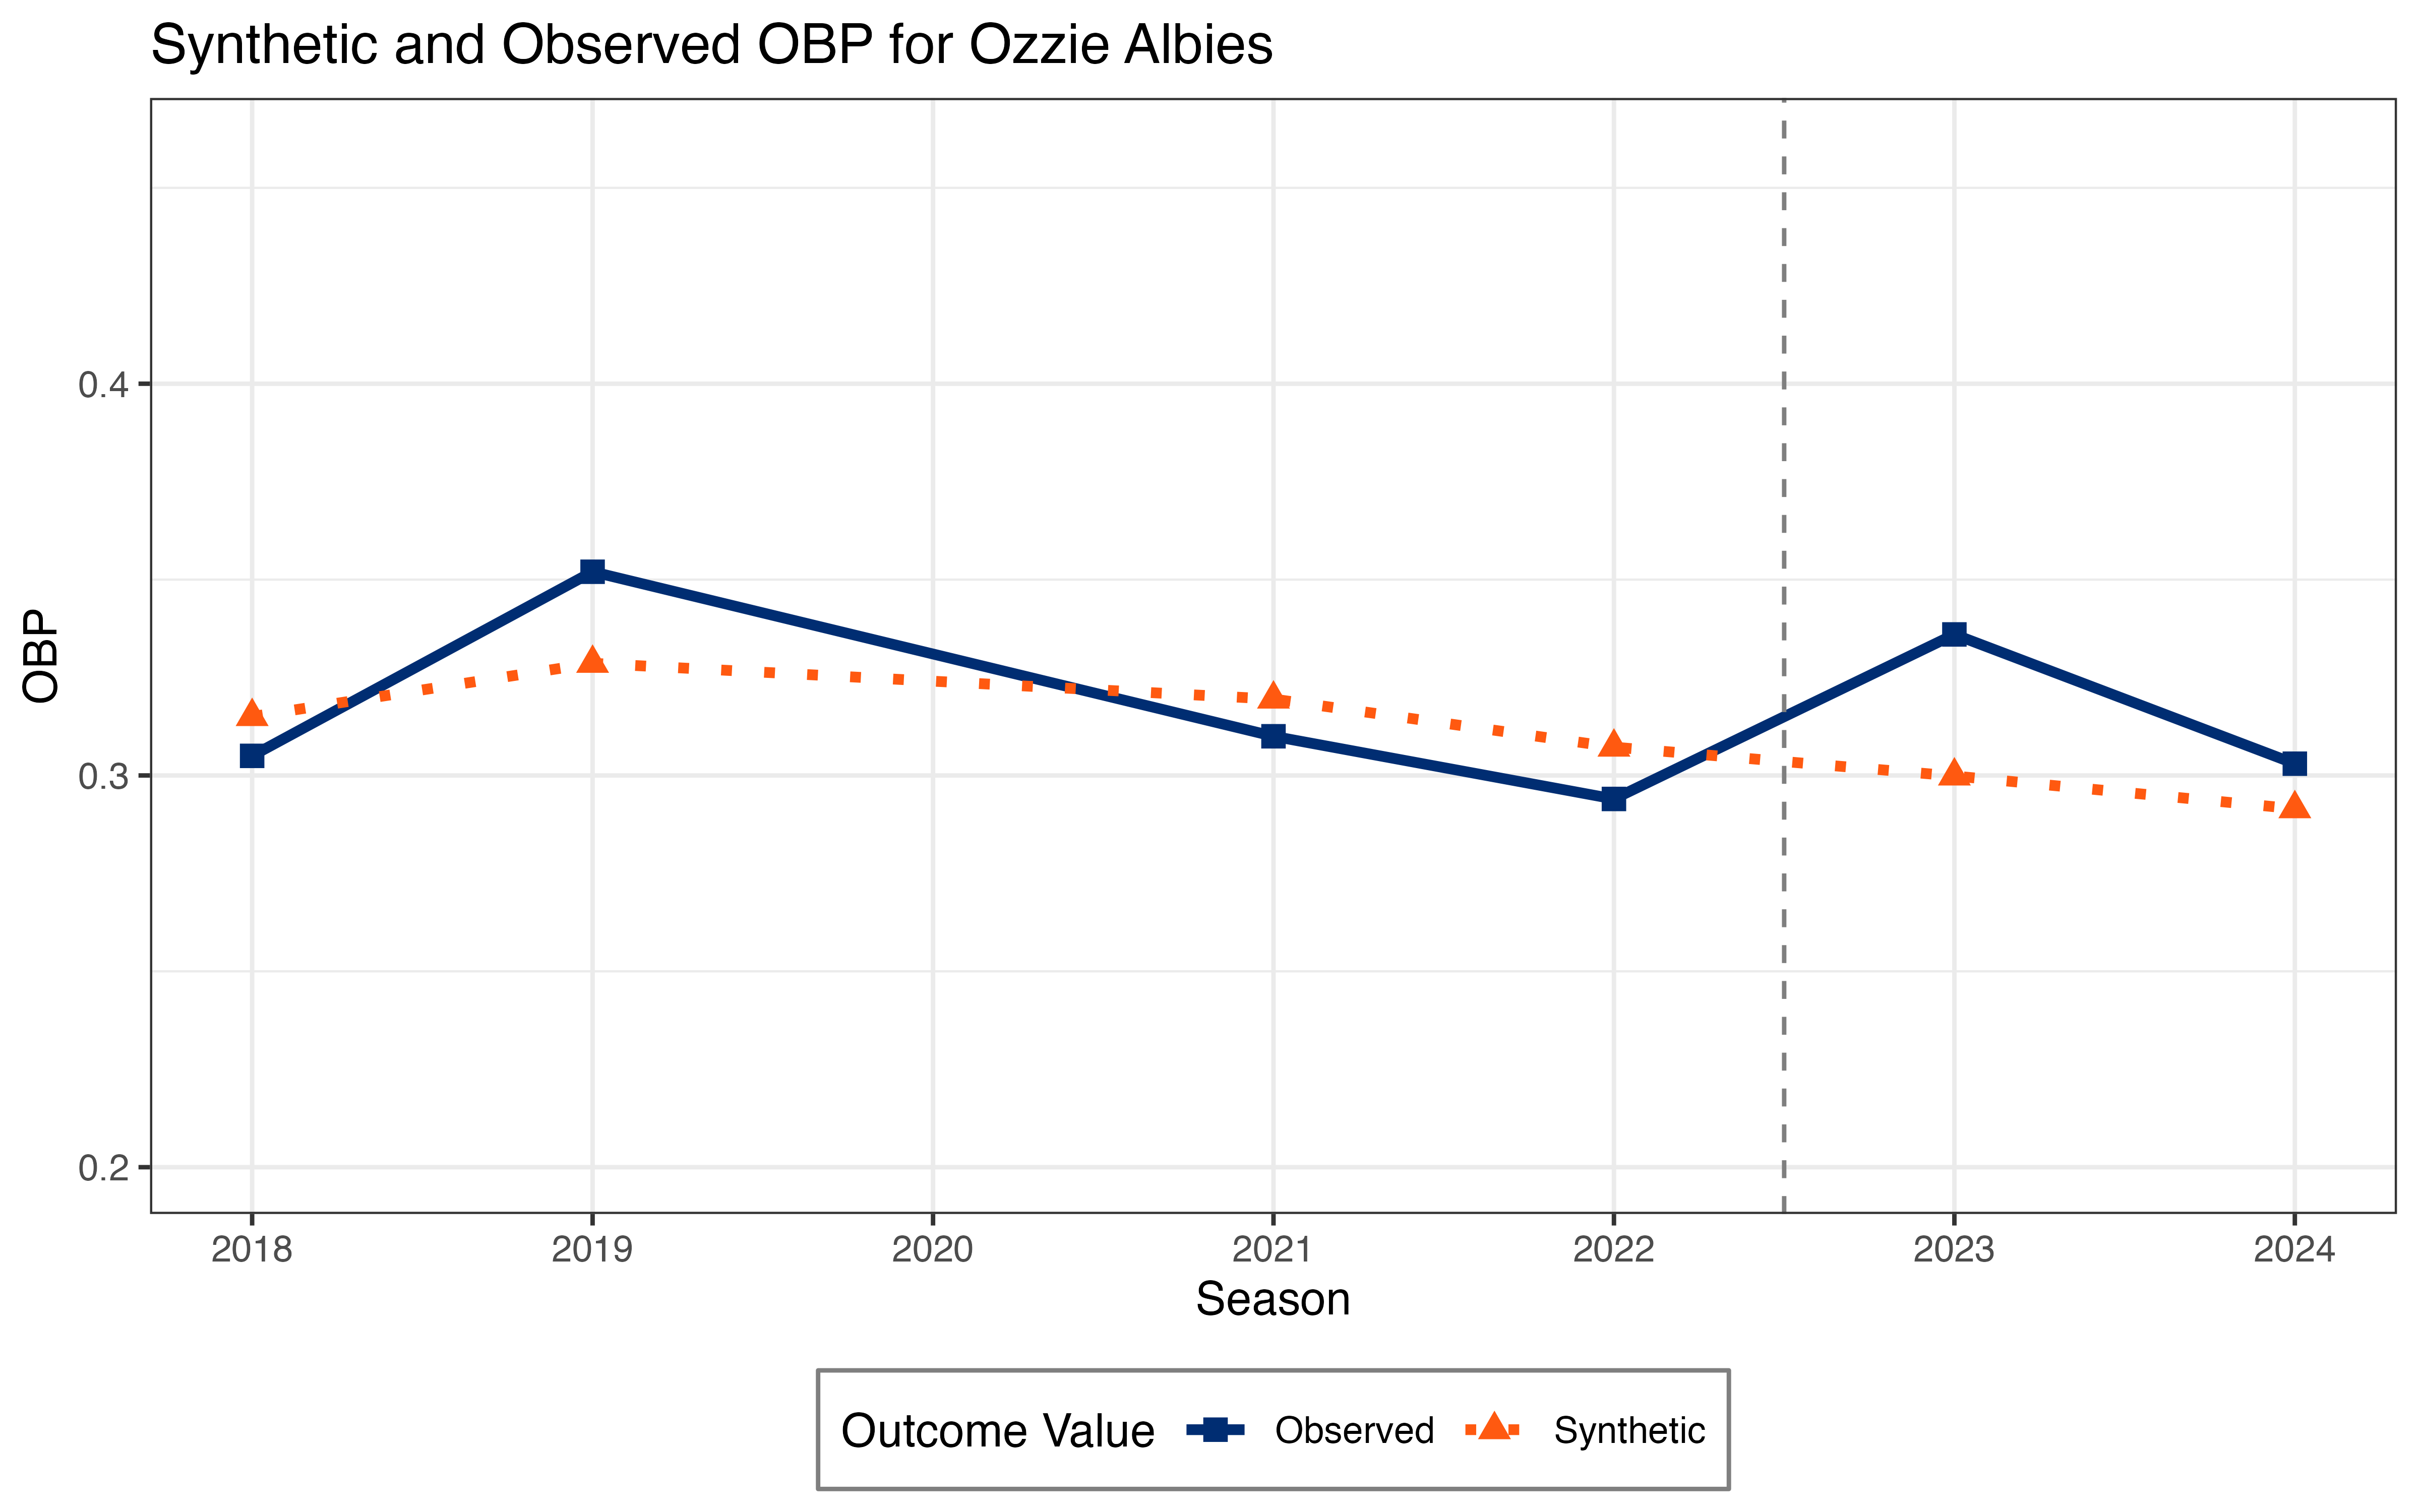 Synthetic and Observed OBP for Ozzie Albies
OBP
0.4
0.3
0.2
2018 2019 2020 2021 2022 2023 2024
Season
Outcome Value Observed Synthetic